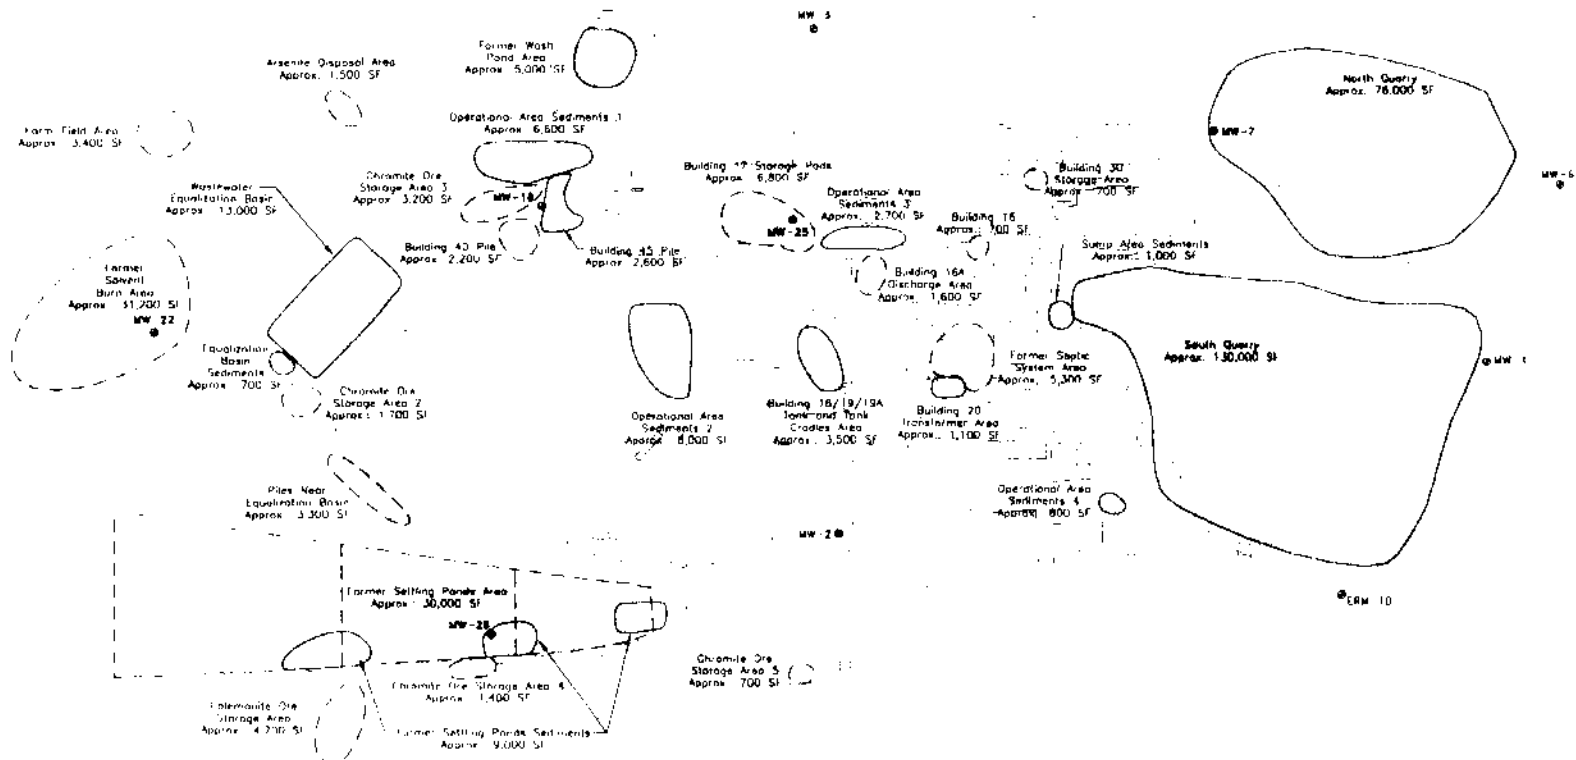 MW-3
Former Wash
Pond Area
Approx. 5,000 SF
Arsenite Disposal Area
Approx. 1,500 SF
North Quarry
Approx. 76,000 SF
Operational Area Sediments 1
Approx. 6,600 SF
Farm Field Area
Approx. 3,400 SF
MW-7
Building 17 Storage Pads
Approx. 6,800 SF
Building 30
Storage Area
Approx. 700 SF
Chromite Ore
Storage Area 3
Approx. 3,200 SF
MW-6
Wastewater
Equalization Basin
Approx. 13,000 SF
MW-18
Operational Area
Sediments 3
Approx. 2,700 SF
Building 16
Approx. 700 SF
MW-25
Building 43 Pile
Approx. 2,200 SF
Building 45 Pile
Approx. 2,600 SF
Sump Area Sediments
Approx. 1,000 SF
Former
Solvent
Burn Area
Approx. 31,200 SF
MW 22
Building 16A
Discharge Area
Approx. 1,600 SF
Equalization
Basin
Sediments
Approx. 700 SF
Former Septic
System Area
Approx. 5,300 SF
South Quarry
Approx. 130,000 SF
MW
Chromite Ore
Storage Area 2
Approx. 1,700 SF
Operational Area
Sediments 2
Approx. 8,000 SF
Building 18/19/19A
Tank and Tank
Cradles Area
Approx. 3,500 SF
Building 20
Transformer Area
Approx. 1,100 SF
Piles Near
Equalization Basin
Approx. 3,300 SF
Operational Area
Sediments 4
Approx. 800 SF
MW-2
Former Settling Ponds Area
Approx. 30,000 SF
ERM 10
MW-28
Chromite Ore
Storage Area 5
Approx. 700 SF
Chromite Ore Storage Area 4
Approx. 1,400 SF
Colemanite Ore
Storage Area
Approx. 4,200 SF
Former Settling Ponds Sediments
Approx. 9,000 SF